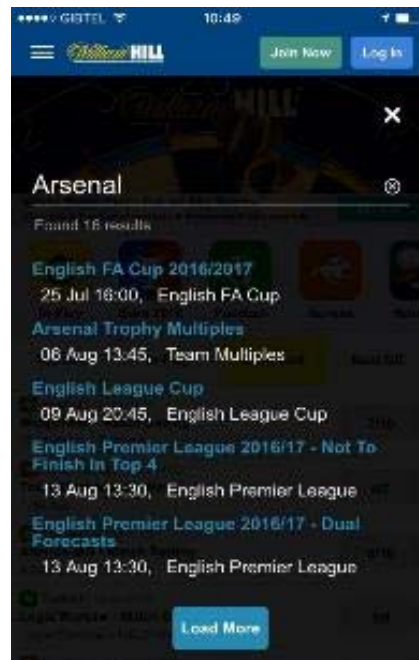 GIBTEL 10:49
William HILL Join Now Log In
Arsenal
Found 16 results
English FA Cup 2016/2017
25 Jul 16:00, English FA Cup
Arsenal Trophy Multiples
06 Aug 13:45, Team Multiples
English League Cup
09 Aug 20:45, English League Cup
English Premier League 2016/17 - Not To
Finish In Top 4
13 Aug 13:30, English Premier League
English Premier League 2016/17 - Dual
Forecasts
13 Aug 13:30, English Premier League
Load More